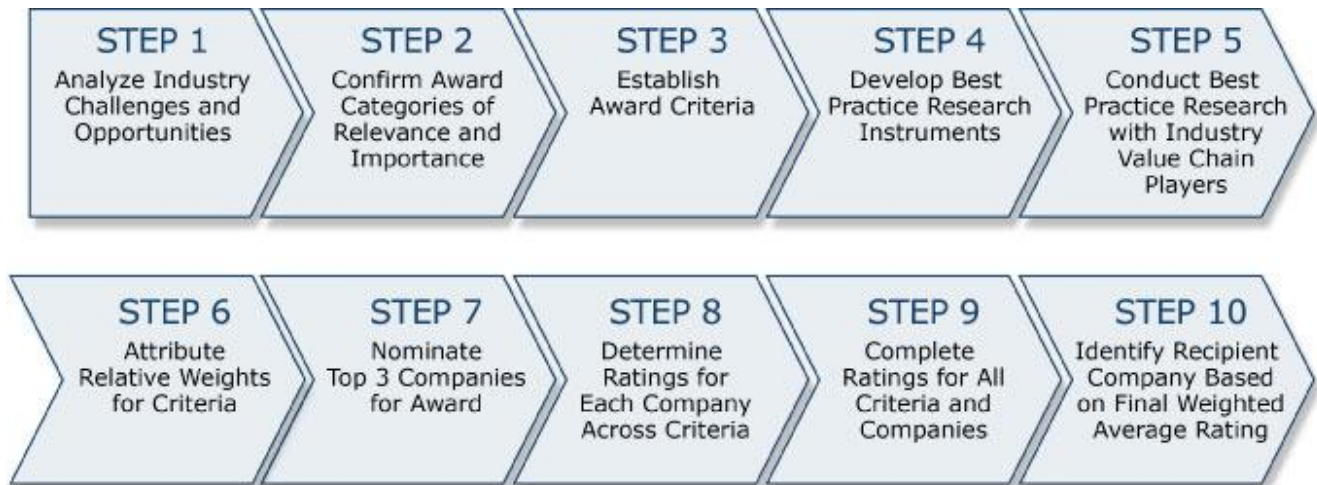 STEP 1
Analyze Industry
Challenges and
Opportunities
STEP 2
Confirm Award
Categories of
Relevance and
Importance
STEP 3
Establish
Award Criteria
STEP 4
Develop Best
Practice Research
Instruments
STEP 5
Conduct Best
Practice Research
with Industry
Value Chain
Players
STEP 6
Attribute
Relative Weights
for Criteria
STEP 7
Nominate
Top 3 Companies
for Award
STEP 8
Determine
Ratings for
Each Company
Across Criteria
STEP 9
Complete
Ratings for All
Criteria and
Companies
STEP 10
Identify Recipient
Company Based
on Final Weighted
Average Rating